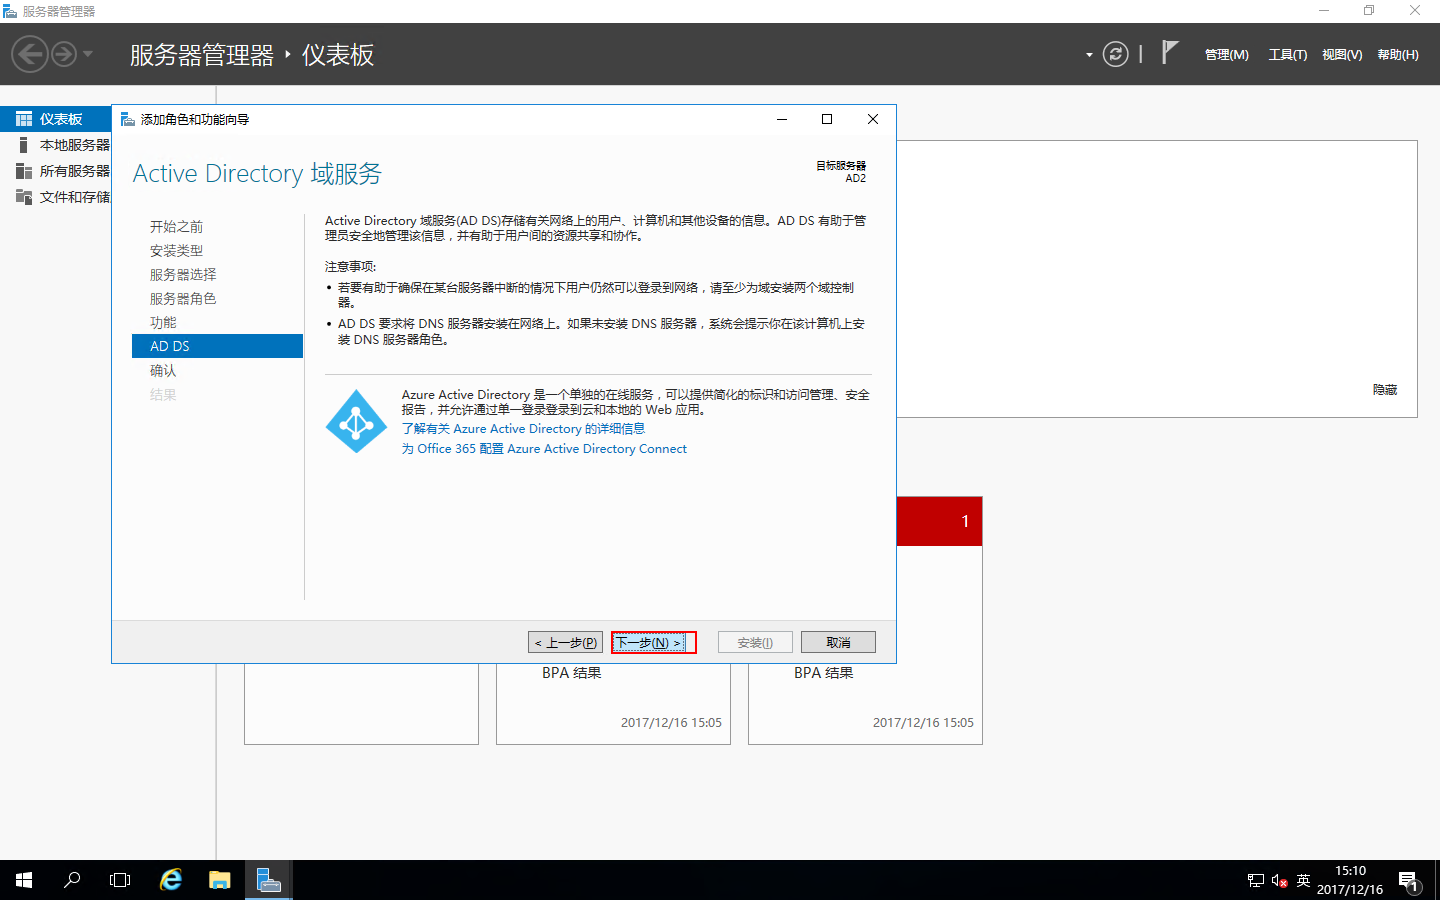 服务器管理器
服务器管理器 · 仪表板
管理(M) 工具(T) 视图(V) 帮助(H)
仪表板
本地服务器
所有服务器
文件和存储
添加角色和功能向导
Active Directory 域服务
目标服务器
AD2
开始之前
安装类型
服务器选择
服务器角色
功能
AD DS
确认
结果
Active Directory 域服务(AD DS)存储有关网络上的用户、计算机和其他设备的信息。AD DS 有助于管
理员安全地管理该信息，并有助于用户间的资源共享和协作。
注意事项:
• 若要有助于确保在某台服务器中断的情况下用户仍然可以登录到网络，请至少为域安装两个域控制
器。
• AD DS 要求将 DNS 服务器安装在网络上。如果未安装 DNS 服务器，系统会提示你在该计算机上安
装 DNS 服务器角色。
Azure Active Directory 是一个单独的在线服务，可以提供简化的标识和访问管理、安全
报告，并允许通过单一登录登录到云和本地的 Web 应用。
了解有关 Azure Active Directory 的详细信息
为 Office 365 配置 Azure Active Directory Connect
< 上一步(P) 下一步(N) > 安装(I) 取消
隐藏
1
BPA 结果
2017/12/16 15:05
BPA 结果
2017/12/16 15:05
英
15:10
2017/12/16
1